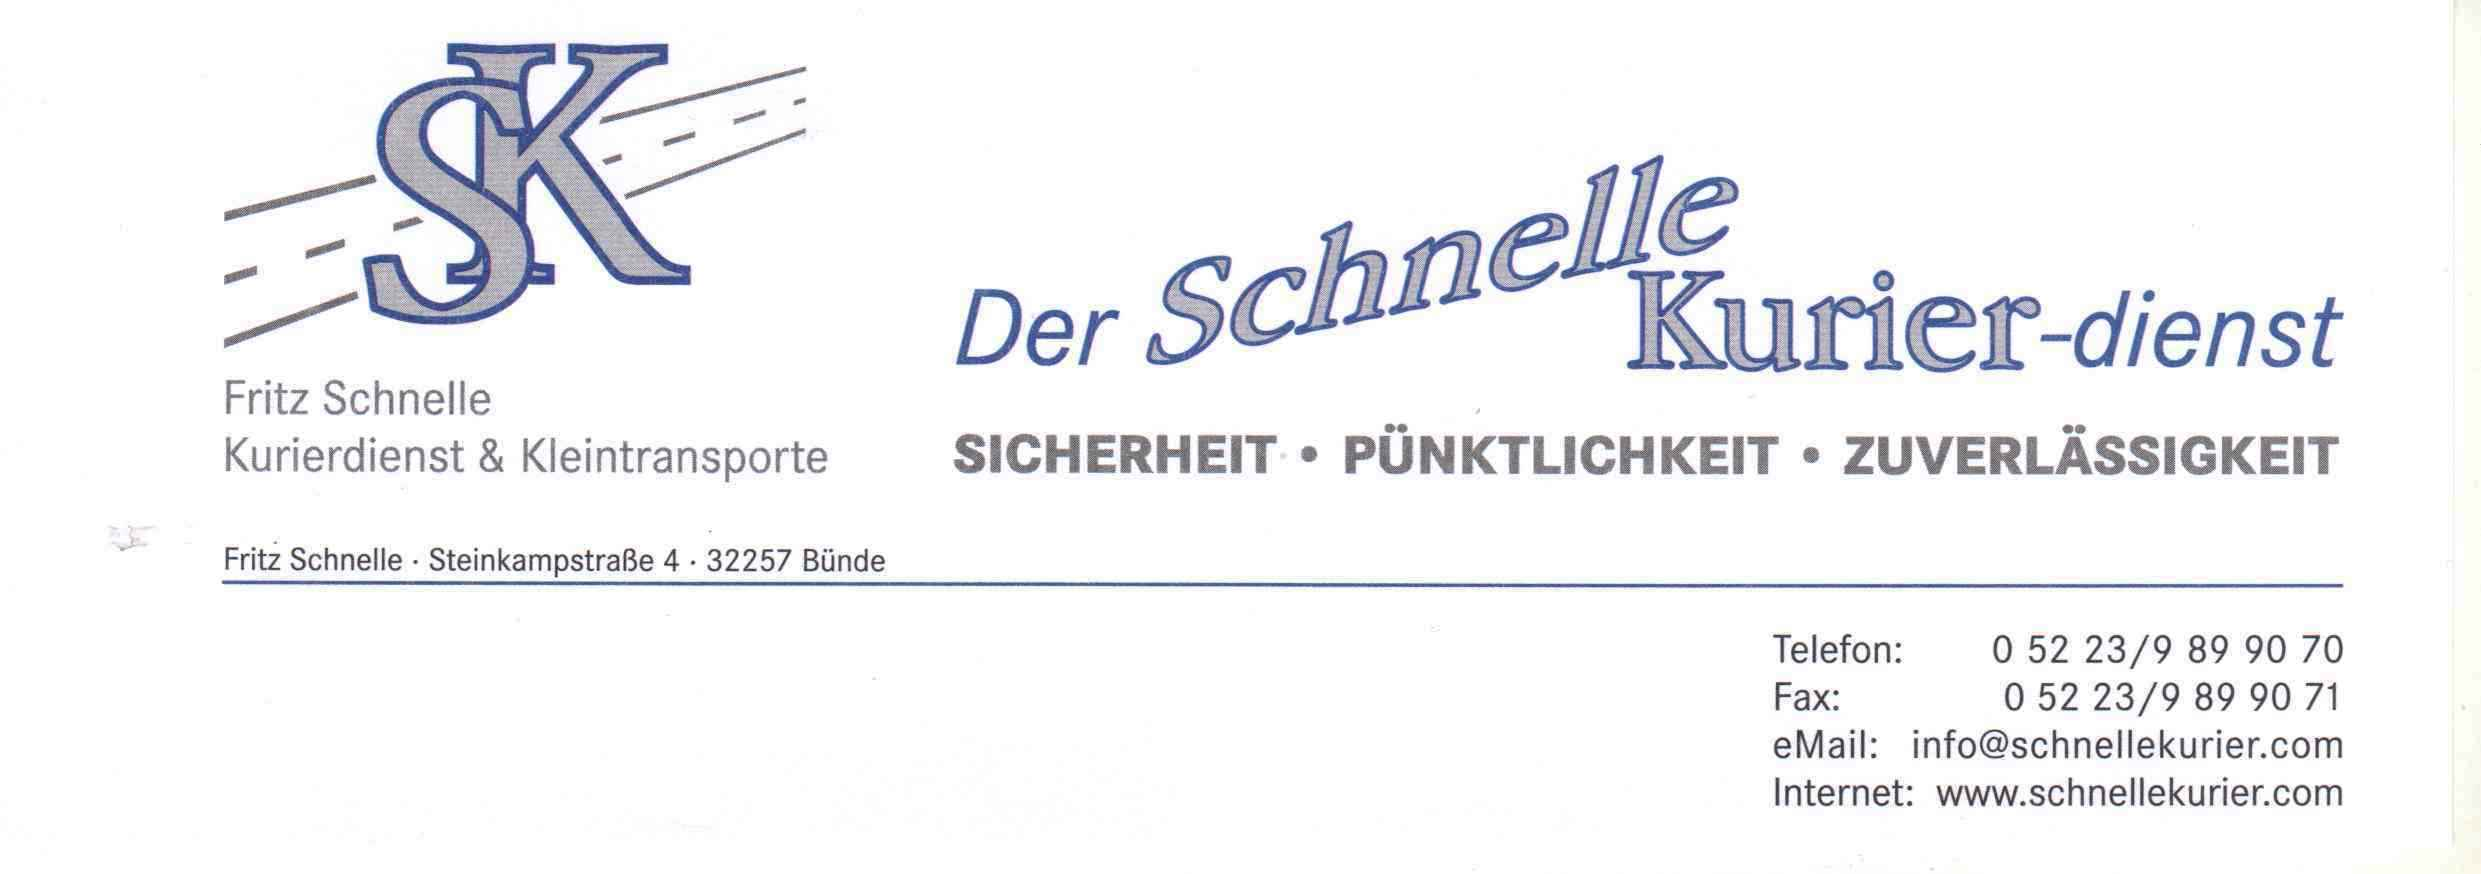 SK
Der Schnelle Kurier-dienst
Fritz Schnelle
Kurierdienst & Kleintransporte
SICHERHEIT • PÜNKTLICHKEIT • ZUVERLÄSSIGKEIT
Fritz Schnelle · Steinkampstraße 4 · 32257 Bünde
Telefon: 0 52 23/9 89 90 70
Fax: 0 52 23/9 89 90 71
eMail: info@schnellekurier.com
Internet: www.schnellekurier.com